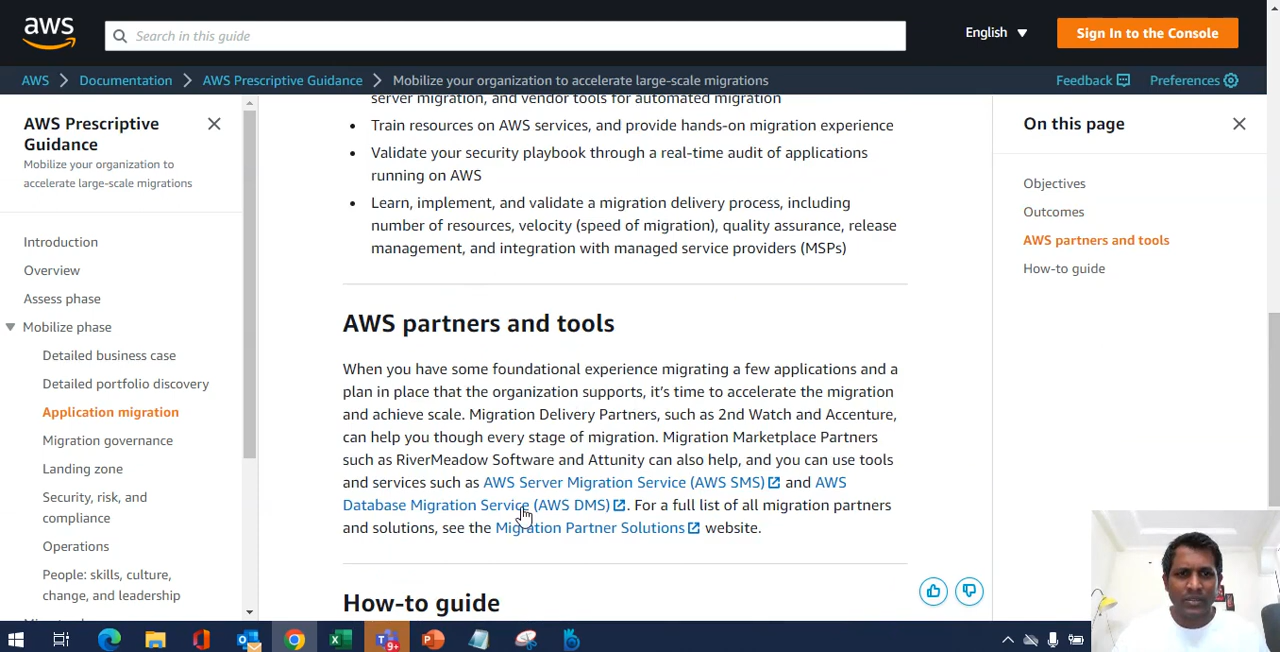 aws
Search in this guide
English
Sign In to the Console
AWS
Documentation
AWS Prescriptive Guidance
Mobilize your organization to accelerate large-scale migrations
Feedback
Preferences
AWS Prescriptive
Guidance
Mobilize your organization to
accelerate large-scale migrations
Introduction
Overview
Assess phase
Mobilize phase
Detailed business case
Detailed portfolio discovery
Application migration
Migration governance
Landing zone
Security, risk, and
compliance
Operations
People: skills, culture,
change, and leadership
server migration, and vendor tools for automated migration
• Train resources on AWS services, and provide hands-on migration experience
• Validate your security playbook through a real-time audit of applications
running on AWS
• Learn, implement, and validate a migration delivery process, including
number of resources, velocity (speed of migration), quality assurance, release
management, and integration with managed service providers (MSPs)
AWS partners and tools
When you have some foundational experience migrating a few applications and a
plan in place that the organization supports, it's time to accelerate the migration
and achieve scale. Migration Delivery Partners, such as 2nd Watch and Accenture,
can help you though every stage of migration. Migration Marketplace Partners
such as RiverMeadow Software and Attunity can also help, and you can use tools
and services such as AWS Server Migration Service (AWS SMS) and AWS
Database Migration Service (AWS DMS). For a full list of all migration partners
and solutions, see the Migration Partner Solutions website.
How-to guide
On this page
Objectives
Outcomes
AWS partners and tools
How-to guide
9+